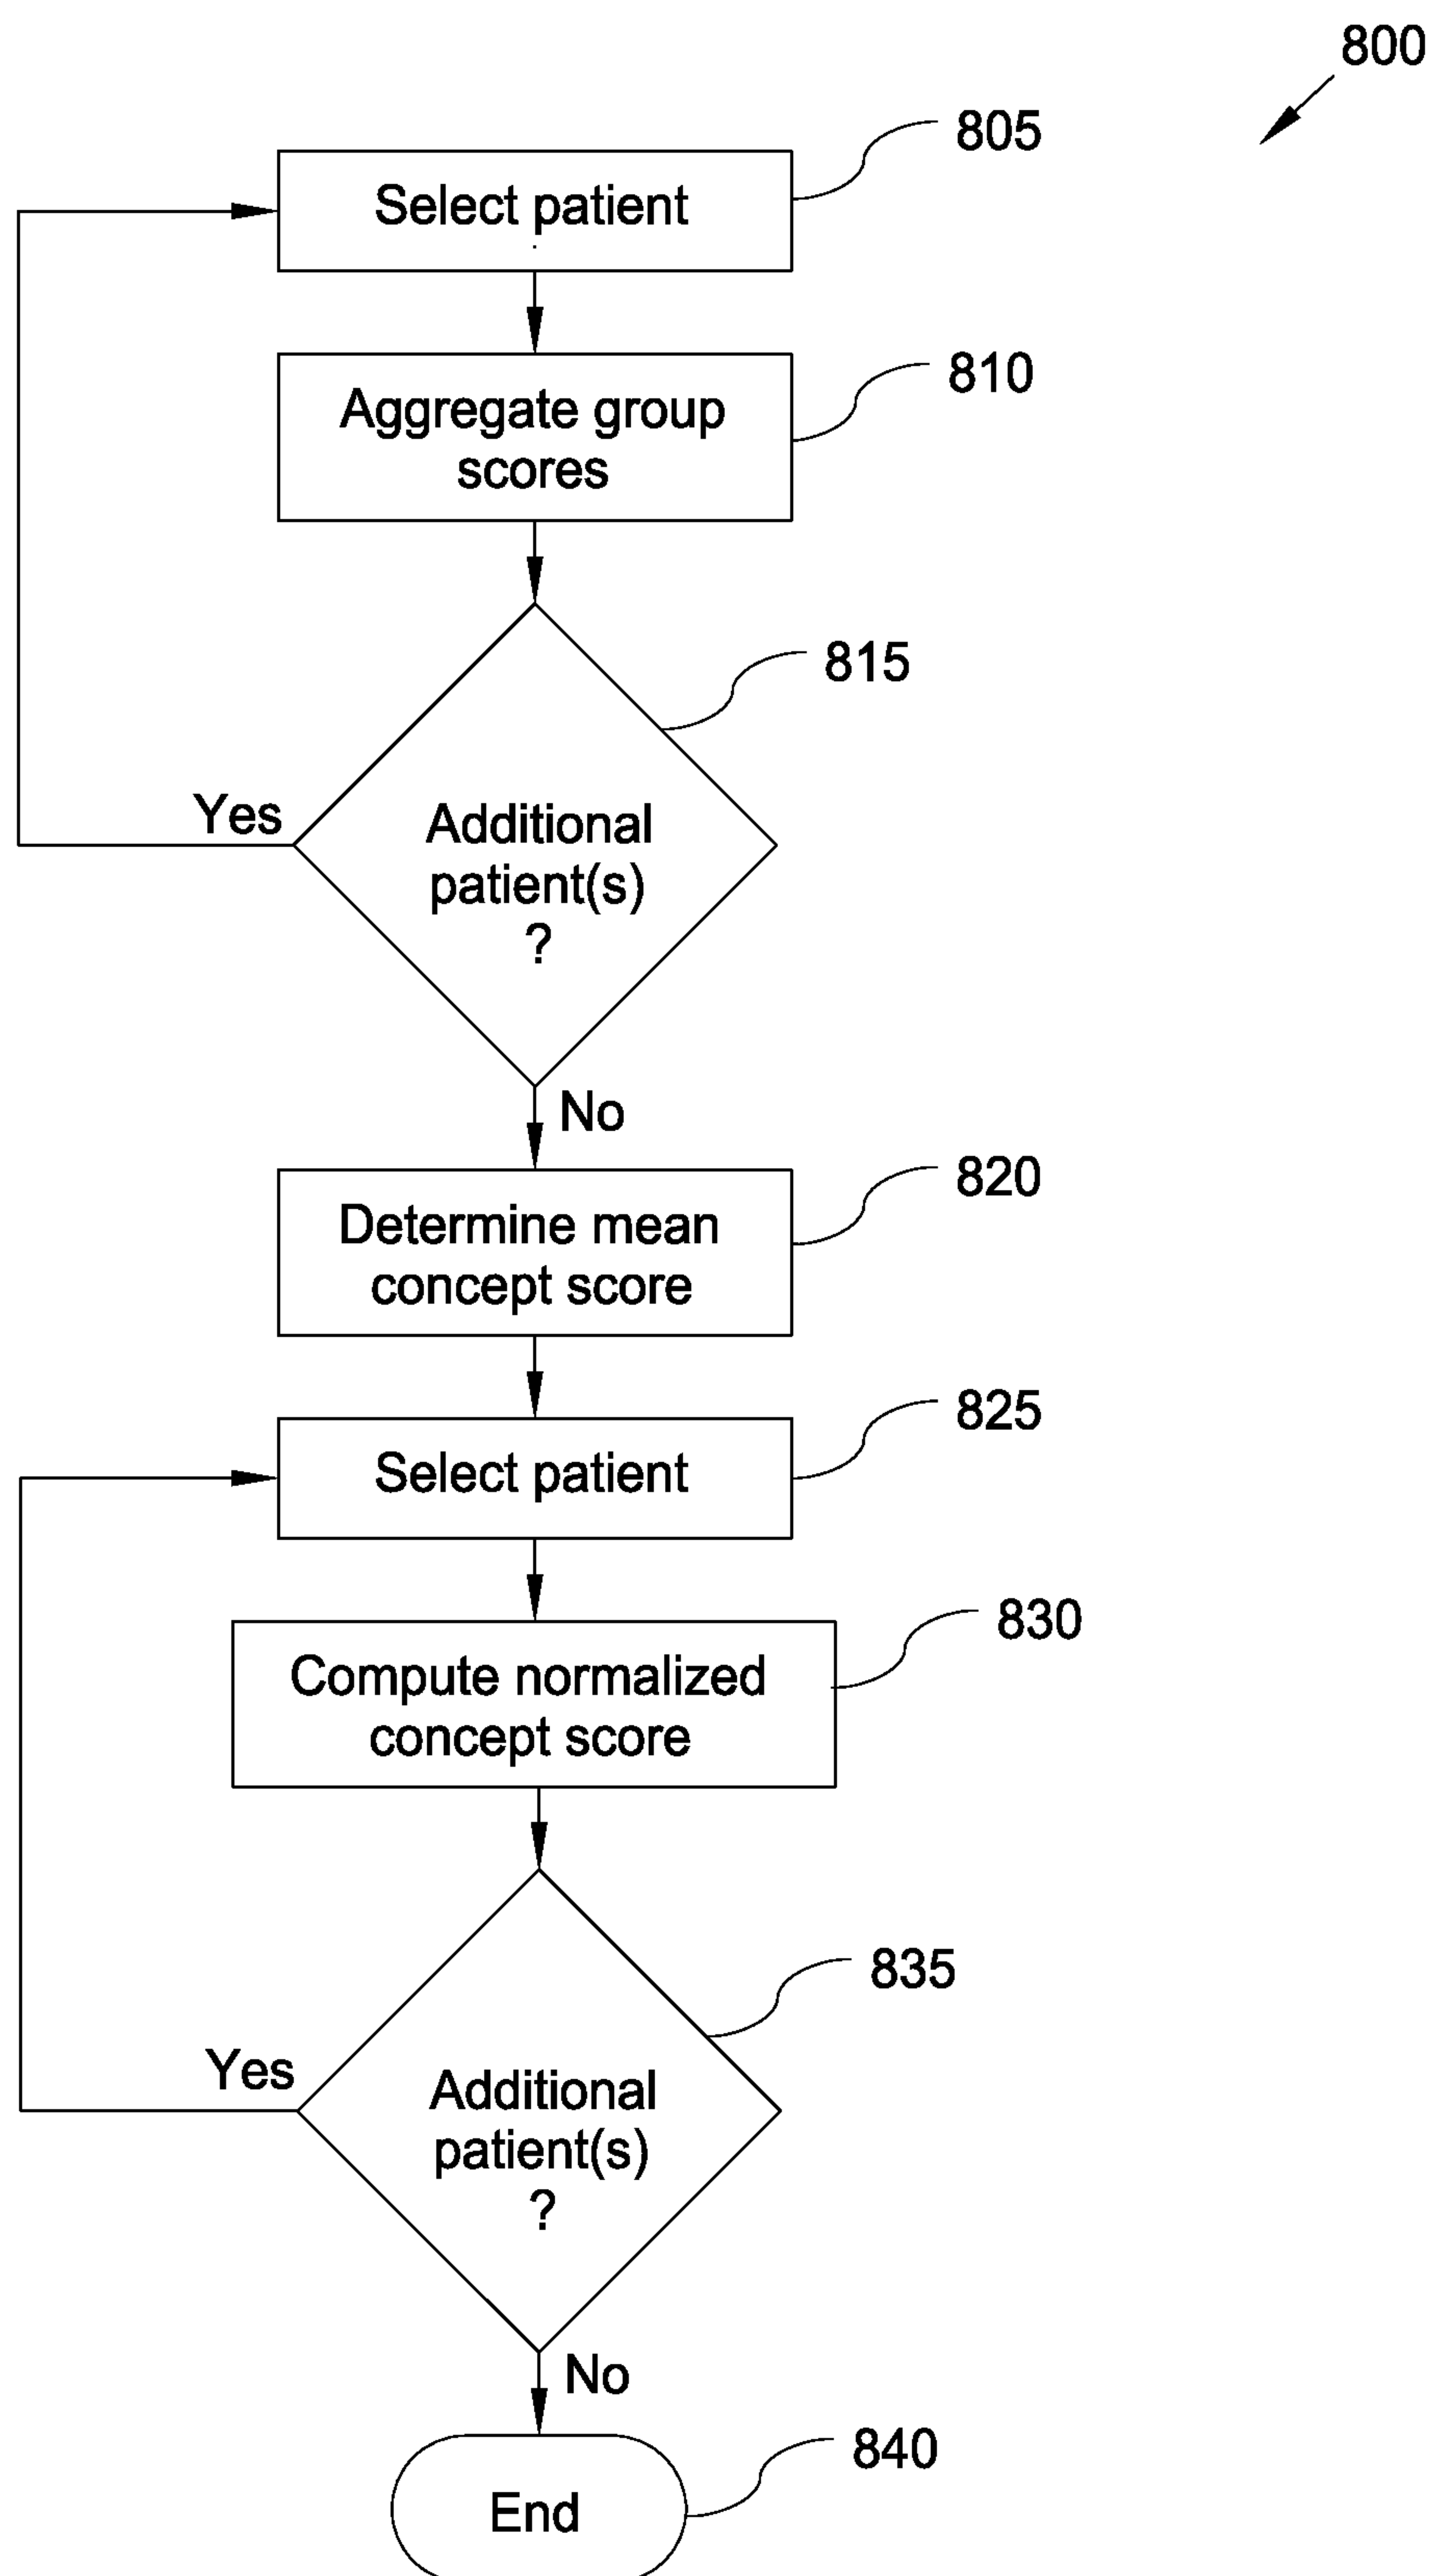 800
805
Select patient
810
Aggregate group
scores
815
Yes
Additional
patient(s)
?
No
820
Determine mean
concept score
825
Select patient
830
Compute normalized
concept score
835
Yes
Additional
patient(s)
?
No
840
End